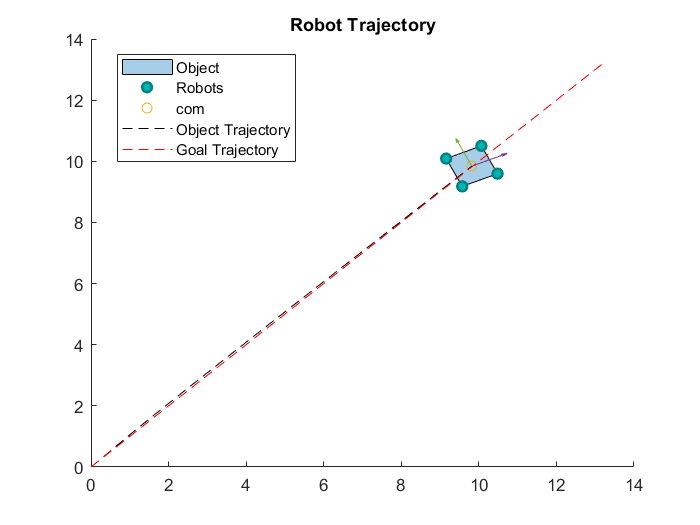 Robot Trajectory
14
12
10
8
6
4
2
0
Object
Robots
com
Object Trajectory
Goal Trajectory
0 2 4 6 8 10 12 14